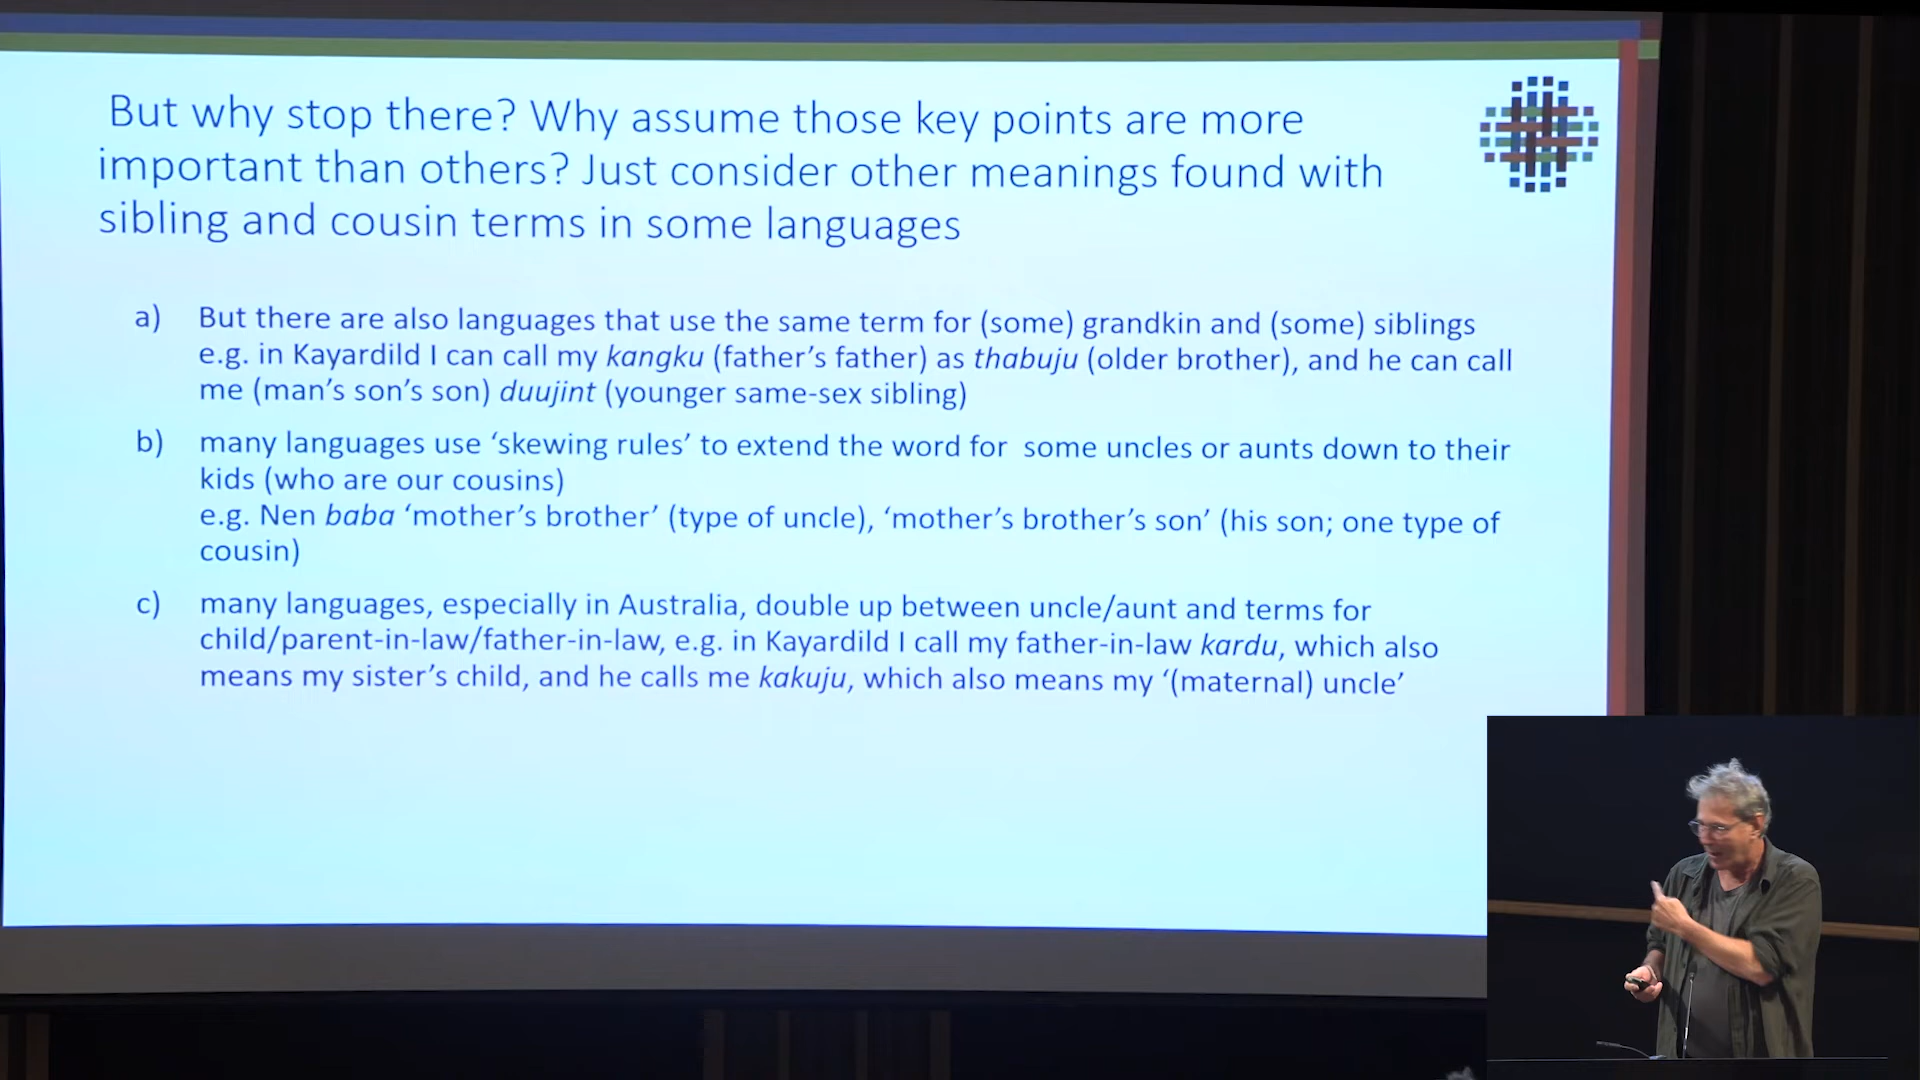 But why stop there? Why assume those key points are more
important than others? Just consider other meanings found with
sibling and cousin terms in some languages
a) But there are also languages that use the same term for (some) grandkin and (some) siblings
e.g. in Kayardild I can call my kangku (father’s father) as thabuju (older brother), and he can call
me (man’s son’s son) duujint (younger same-sex sibling)
b) many languages use ‘skewing rules’ to extend the word for some uncles or aunts down to their
kids (who are our cousins)
e.g. Nen baba ‘mother’s brother’ (type of uncle), ‘mother’s brother’s son’ (his son; one type of
cousin)
c) many languages, especially in Australia, double up between uncle/aunt and terms for
child/parent-in-law/father-in-law, e.g. in Kayardild I call my father-in-law kardu, which also
means my sister’s child, and he calls me kakuju, which also means my ‘(maternal) uncle’